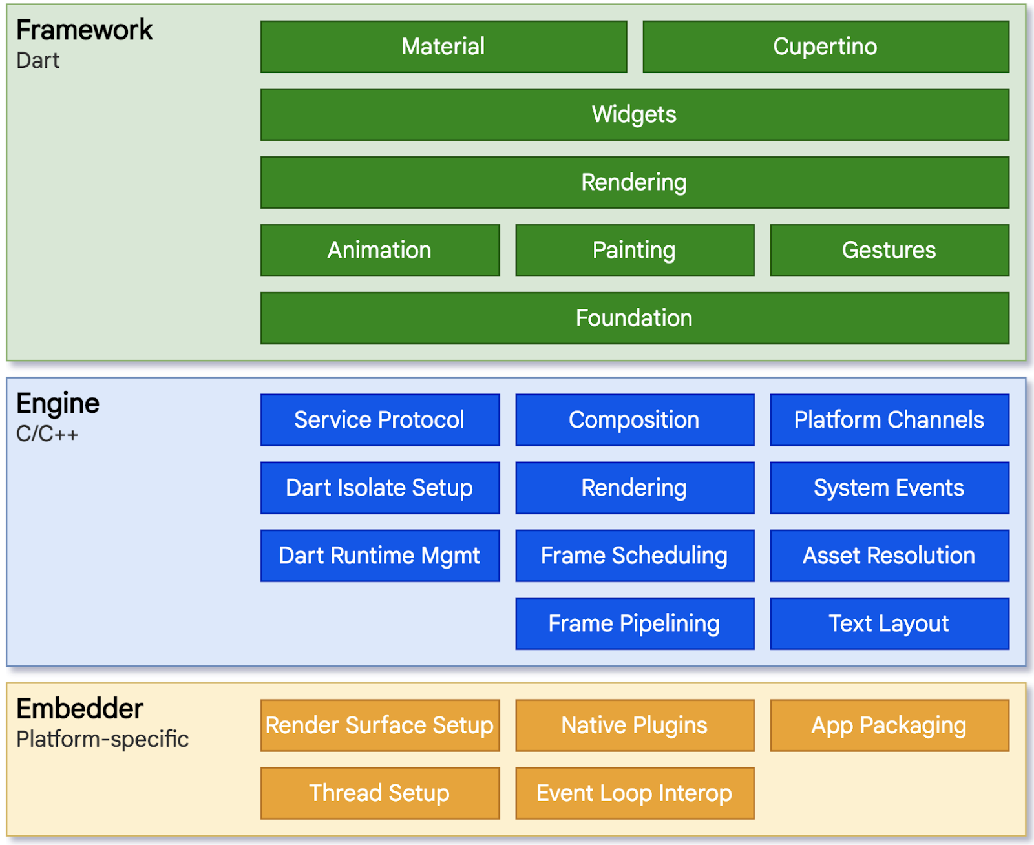 Framework
Dart
Material
Cupertino
Widgets
Rendering
Animation
Painting
Gestures
Foundation
Engine
C/C++
Service Protocol
Composition
Platform Channels
Dart Isolate Setup
Rendering
System Events
Dart Runtime Mgmt
Frame Scheduling
Asset Resolution
Frame Pipelining
Text Layout
Embedder
Platform-specific
Render Surface Setup
Native Plugins
App Packaging
Thread Setup
Event Loop Interop